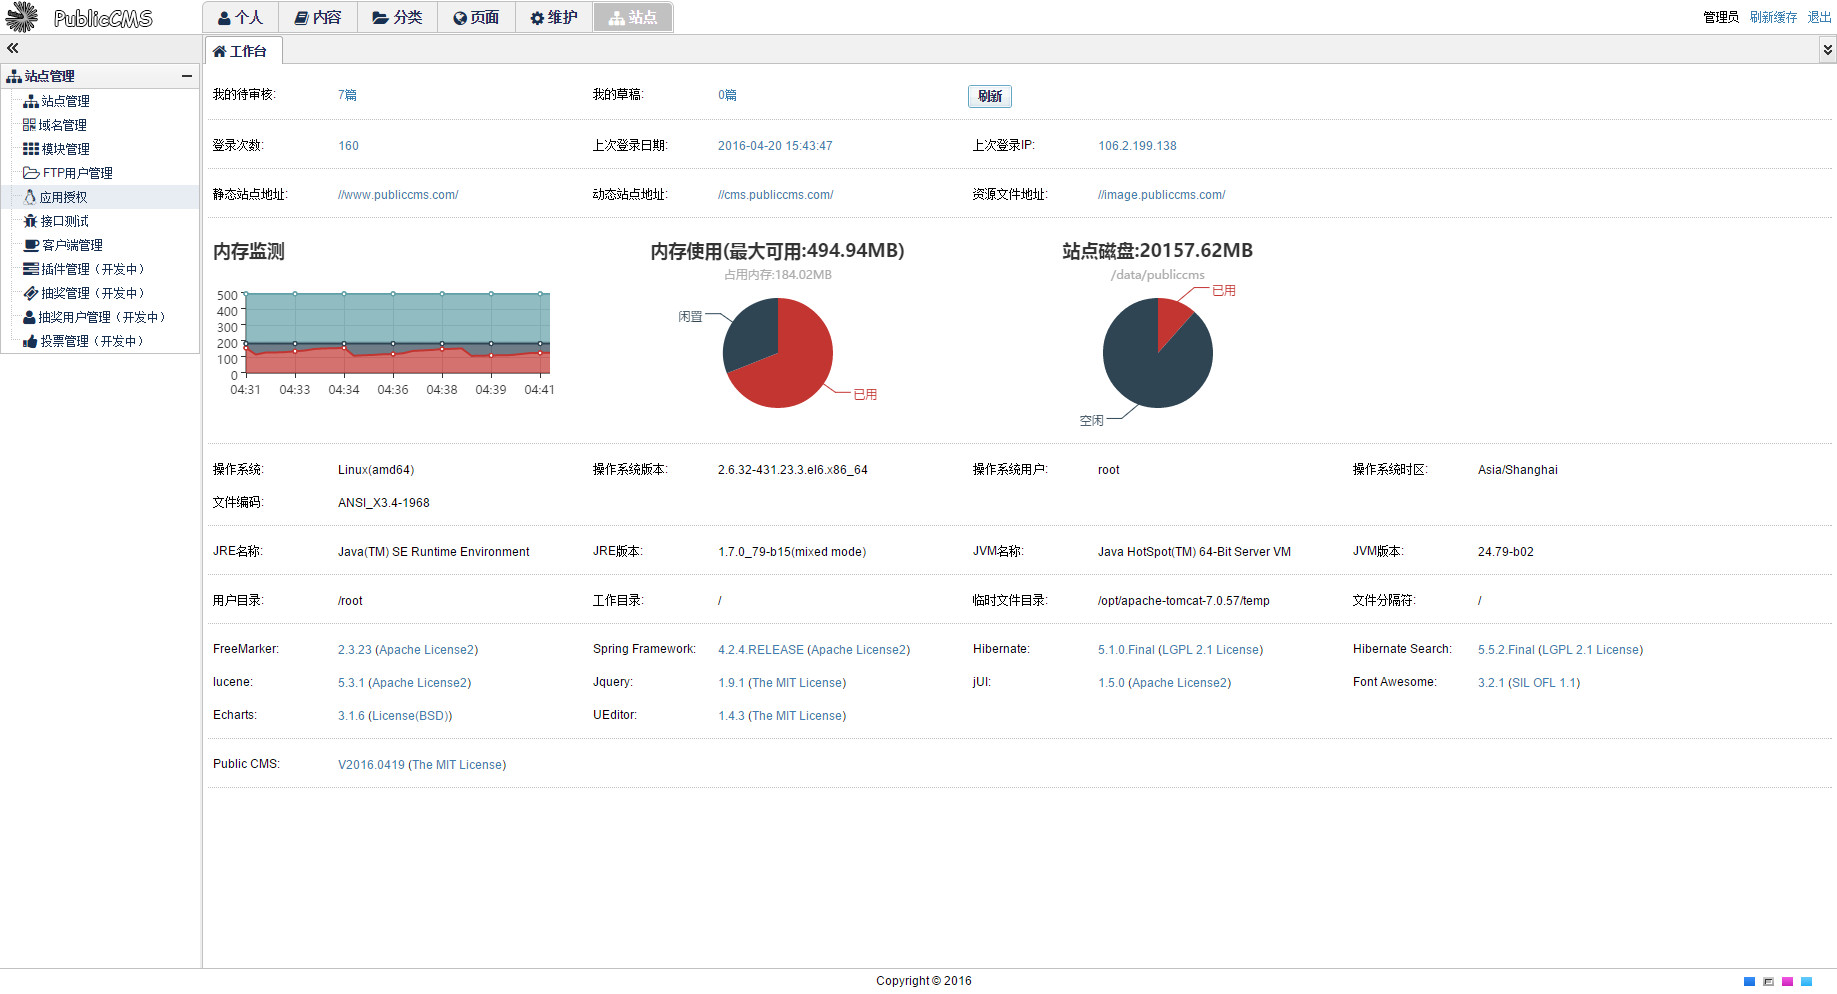 PublicCMS 个人 内容 分类 页面 维护 站点 管理员 刷新缓存 退出
工作台
站点管理
站点管理
域名管理
模块管理
FTP用户管理
应用授权
接口测试
客户端管理
插件管理（开发中）
抽奖管理（开发中）
抽奖用户管理（开发中）
投票管理（开发中）
我的待审核: 7篇 我的草稿: 0篇 刷新
登录次数: 160 上次登录日期: 2016-04-20 15:43:47 上次登录IP: 106.2.199.138
静态站点地址: //www.publiccms.com/ 动态站点地址: //cms.publiccms.com/ 资源文件地址: //image.publiccms.com/
内存监测
500
400
300
200
100
0
04:31 04:33 04:34 04:36 04:38 04:39 04:41
内存使用(最大可用:494.94MB)
占用内存:184.02MB
闲置
已用
站点磁盘:20157.62MB
/data/publiccms
已用
空闲
操作系统: Linux(amd64) 操作系统版本: 2.6.32-431.23.3.el6.x86_64 操作系统用户: root 操作系统时区: Asia/Shanghai
文件编码: ANSI_X3.4-1968
JRE名称: Java(TM) SE Runtime Environment JRE版本: 1.7.0_79-b15(mixed mode) JVM名称: Java HotSpot(TM) 64-Bit Server VM JVM版本: 24.79-b02
用户目录: /root 工作目录: / 临时文件目录: /opt/apache-tomcat-7.0.57/temp 文件分隔符: /
FreeMarker: 2.3.23 (Apache License2) Spring Framework: 4.2.4.RELEASE (Apache License2) Hibernate: 5.1.0.Final (LGPL 2.1 License) Hibernate Search: 5.5.2.Final (LGPL 2.1 License)
lucene: 5.3.1 (Apache License2) Jquery: 1.9.1 (The MIT License) jUI: 1.5.0 (Apache License2) Font Awesome: 3.2.1 (SIL OFL 1.1)
Echarts: 3.1.6 (License(BSD)) UEditor: 1.4.3 (The MIT License)
Public CMS: V2016.0419 (The MIT License)
Copyright © 2016